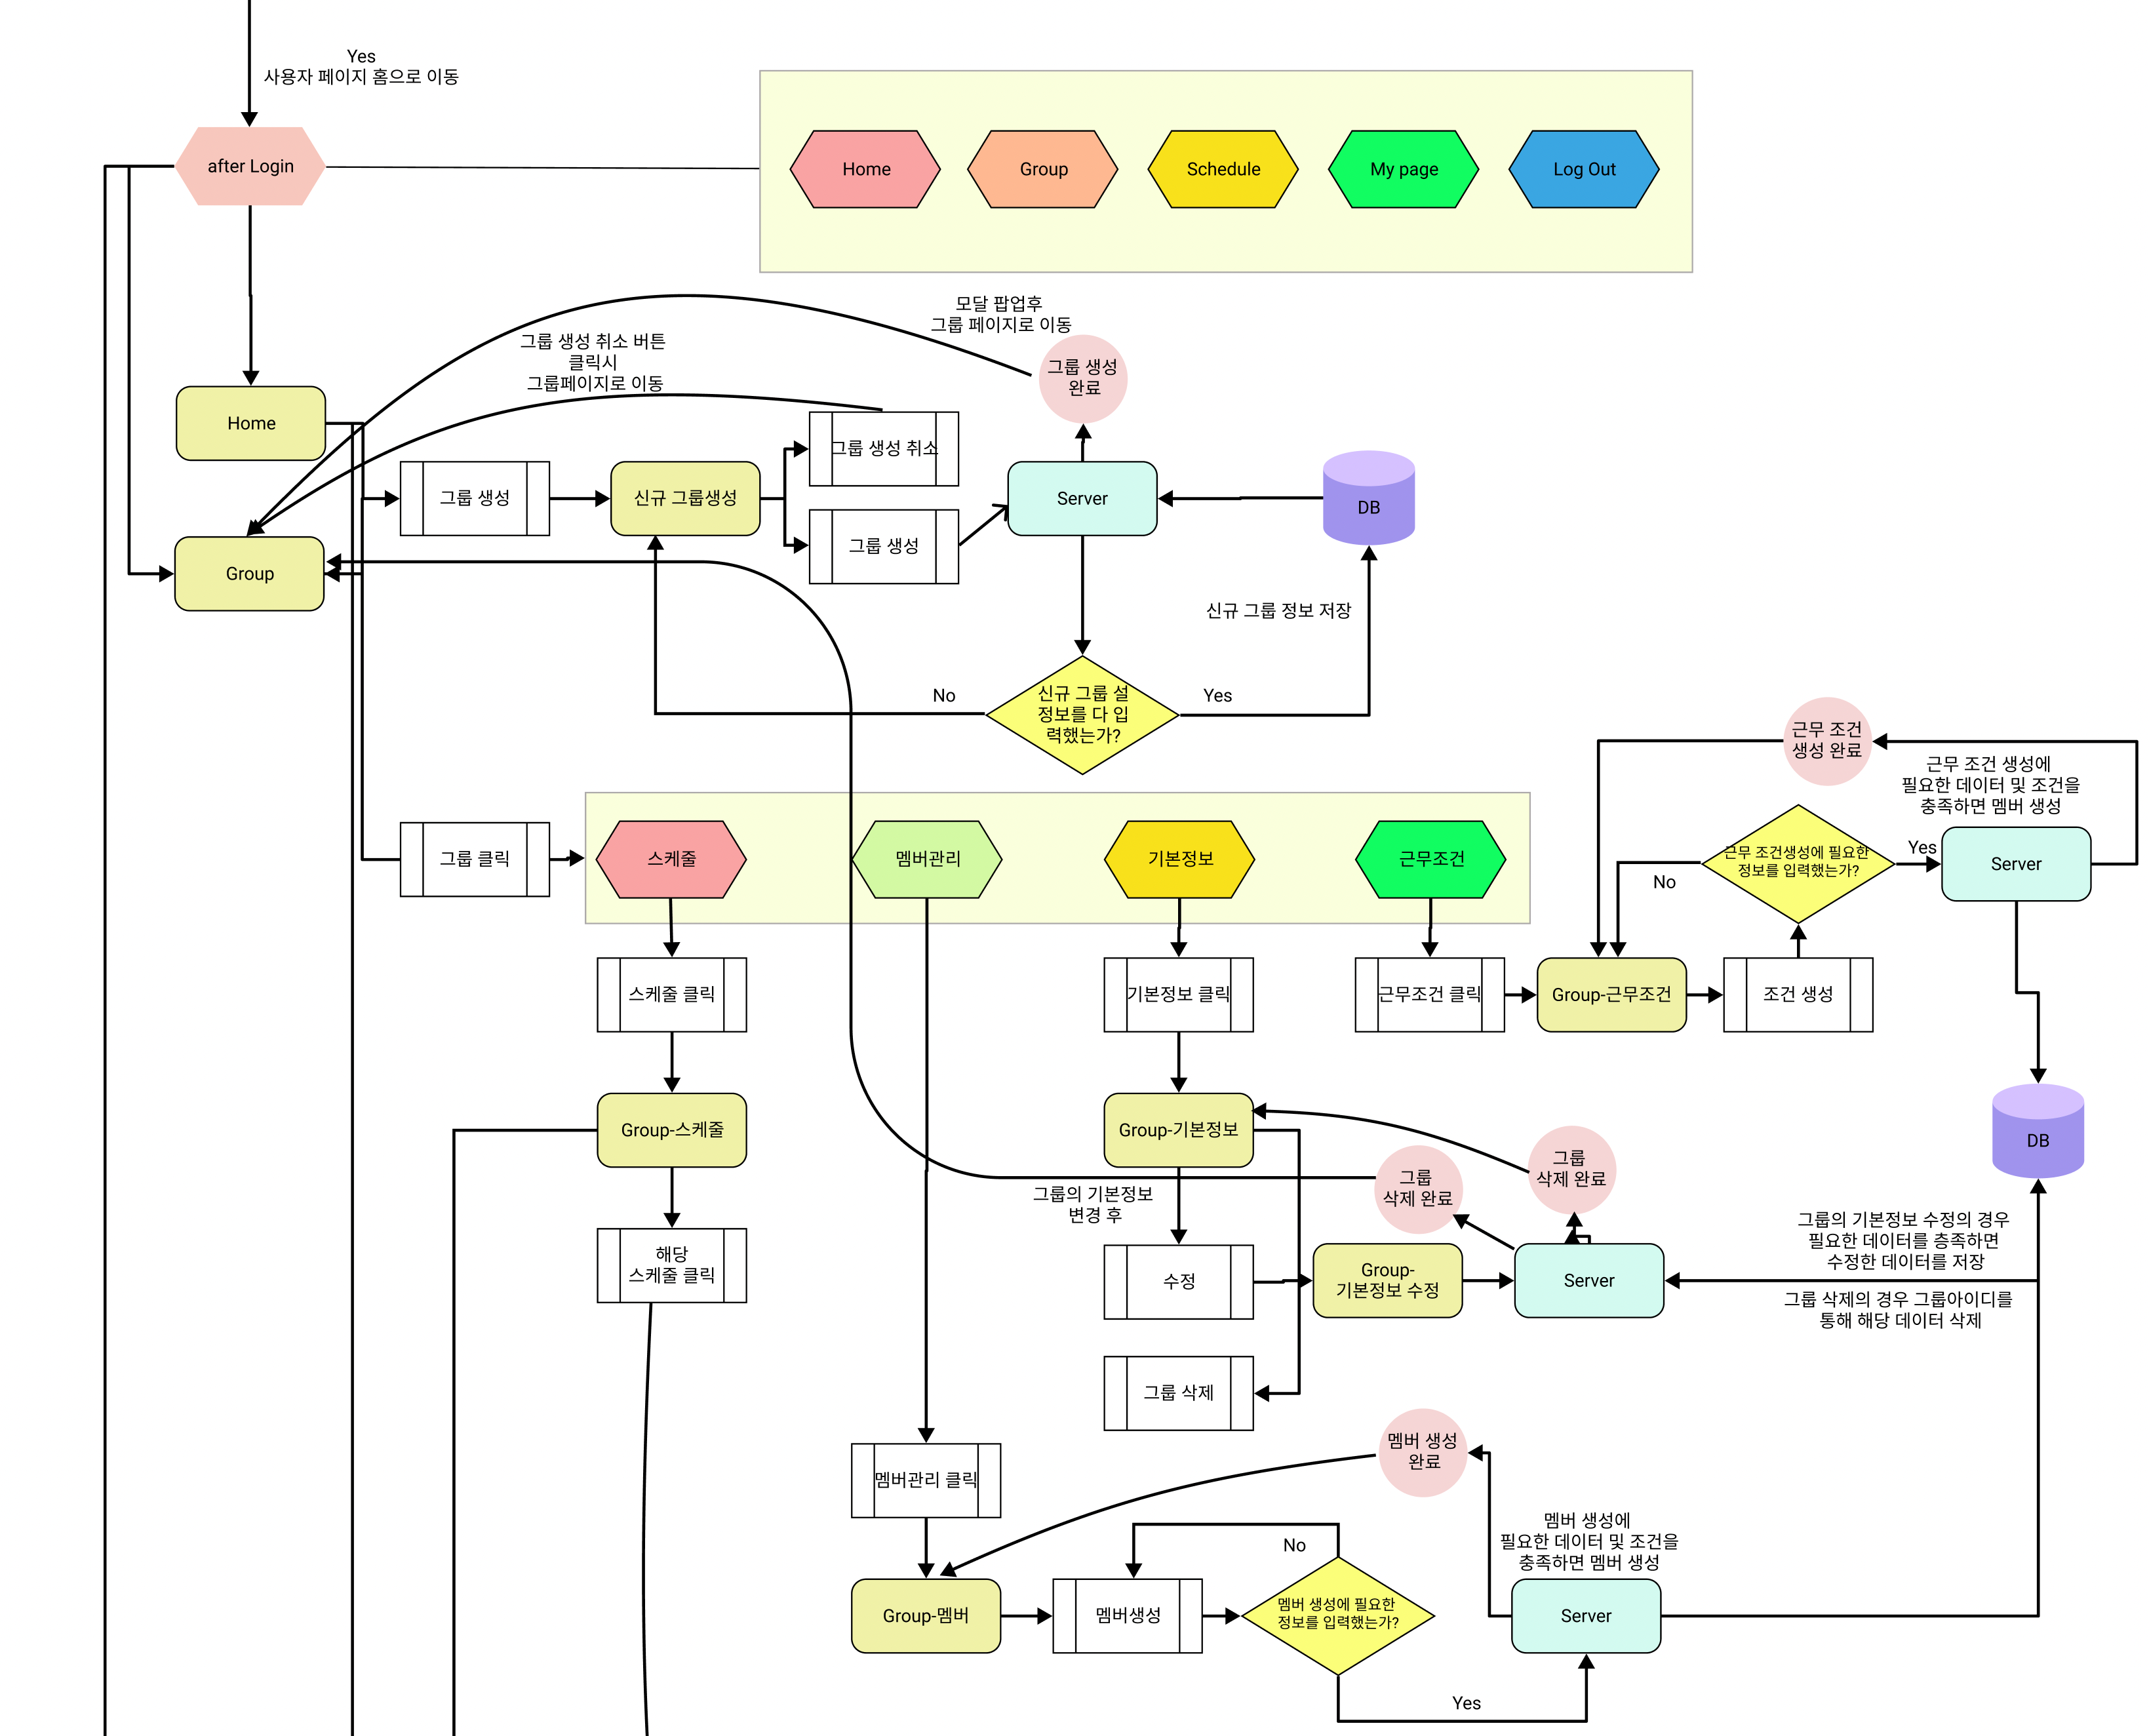 Yes
사용자 페이지 홈으로 이동
after Login
Home
Group
Schedule
My page
Log Out
모달 팝업후
그룹 페이지로 이동
그룹 생성 취소 버튼
클릭시
그룹페이지로 이동
그룹 생성
완료
Home
그룹 생성 취소
그룹 생성
신규 그룹생성
Server
DB
그룹 생성
Group
신규 그룹 정보 저장
No
신규 그룹 설
정보를 다 입
력했는가?
Yes
근무 조건
생성 완료
근무 조건 생성에
필요한 데이터 및 조건을
충족하면 멤버 생성
그룹 클릭
스케줄
멤버관리
기본정보
근무조건
No
근무 조건생성에 필요한
정보를 입력했는가?
Yes
Server
스케줄 클릭
기본정보 클릭
근무조건 클릭
Group-근무조건
조건 생성
Group-스케줄
Group-기본정보
그룹
삭제 완료
그룹
삭제 완료
DB
그룹의 기본정보
변경 후
해당
스케줄 클릭
수정
Group-
기본정보 수정
Server
그룹의 기본정보 수정의 경우
필요한 데이터를 충족하면
수정한 데이터를 저장
그룹 삭제의 경우 그룹아이디를
통해 해당 데이터 삭제
그룹 삭제
멤버 생성
완료
멤버관리 클릭
No
멤버 생성에
필요한 데이터 및 조건을
충족하면 멤버 생성
Group-멤버
멤버생성
멤버 생성에 필요한
정보를 입력했는가?
Server
Yes